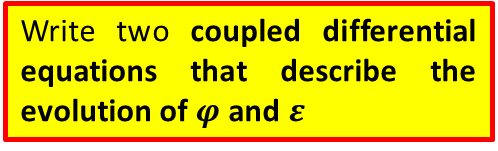 Write two coupled differential
equations that describe the
evolution of φ and ε